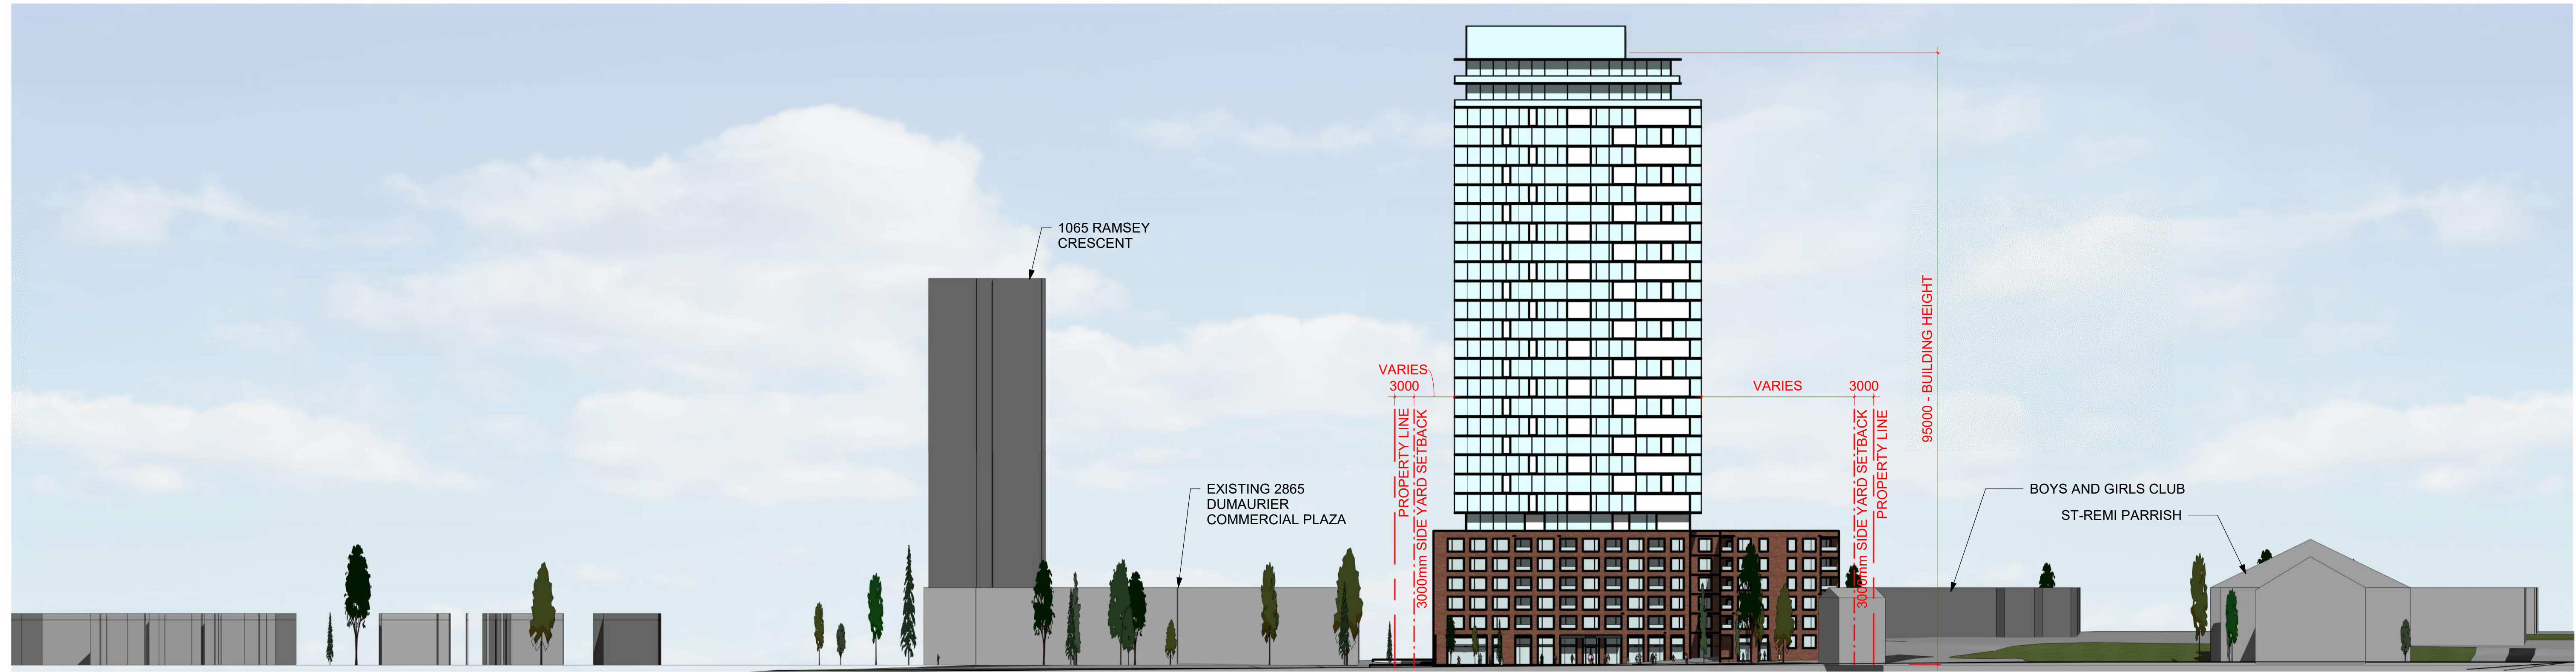 1065 RAMSEY
CRESCENT
EXISTING 2865
DUMAURIER
COMMERCIAL PLAZA
VARIES
3000
PROPERTY LINE
3000mm SIDE YARD SETBACK
VARIES
3000
3000mm SIDE YARD SETBACK
PROPERTY LINE
95000 - BUILDING HEIGHT
BOYS AND GIRLS CLUB
ST-REMI PARRISH